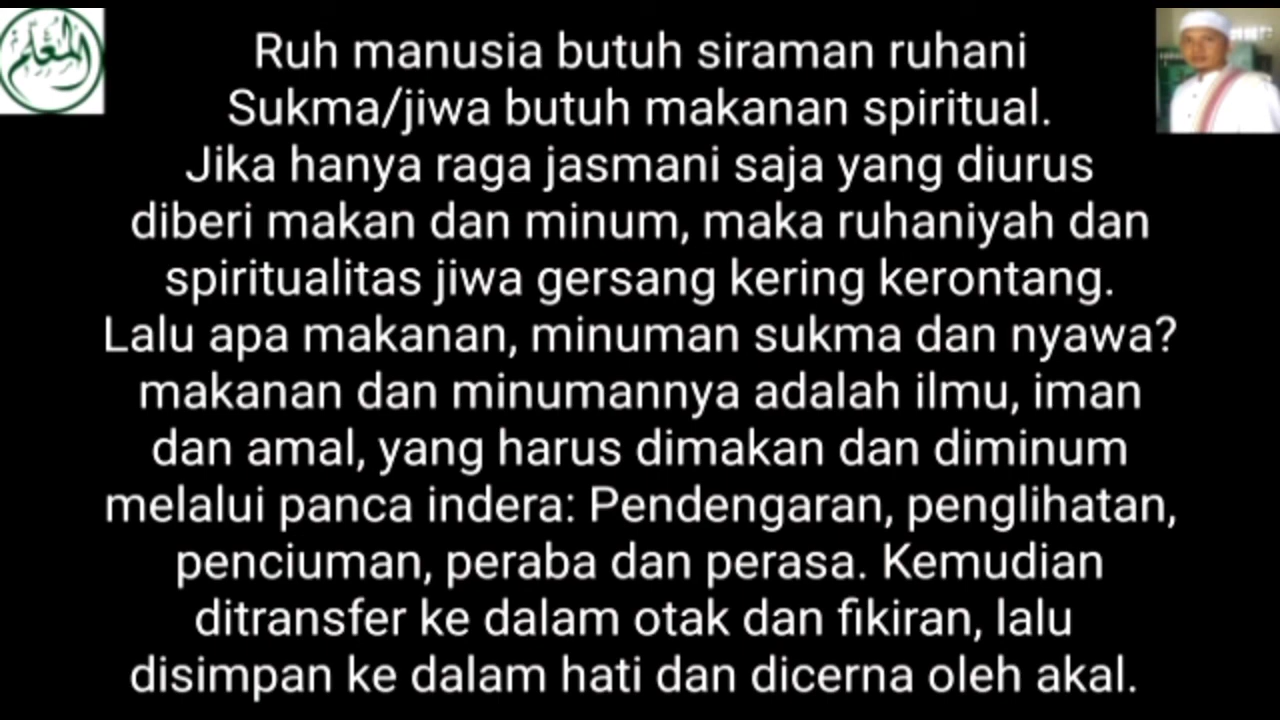 المعلم
Ruh manusia butuh siraman ruhani
Sukma/jiwa butuh makanan spiritual.
Jika hanya raga jasmani saja yang diurus
diberi makan dan minum, maka ruhaniyah dan
spiritualitas jiwa gersang kering kerontang.
Lalu apa makanan, minuman sukma dan nyawa?
makanan dan minumannya adalah ilmu, iman
dan amal, yang harus dimakan dan diminum
melalui panca indera: Pendengaran, penglihatan,
penciuman, peraba dan perasa. Kemudian
ditransfer ke dalam otak dan fikiran, lalu
disimpan ke dalam hati dan dicerna oleh akal.